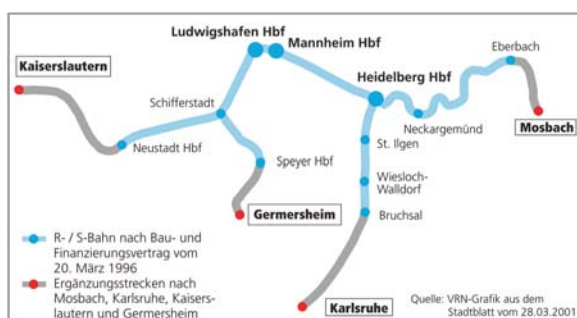 Ludwigshafen Hbf
Mannheim Hbf
Eberbach
Kaiserslautern
Heidelberg Hbf
Schifferstadt
Neckargemünd
Mosbach
Neustadt Hbf
St. Ilgen
Speyer Hbf
Wiesloch-
Walldorf
Germersheim
Bruchsal
R- / S-Bahn nach Bau- und
Finanzierungsvertrag vom
20. März 1996
Ergänzungsstrecken nach
Mosbach, Karlsruhe, Kaisers-
lautern und Germersheim
Karlsruhe
Quelle: VRN-Grafik aus dem
Stadtblatt vom 28.03.2001